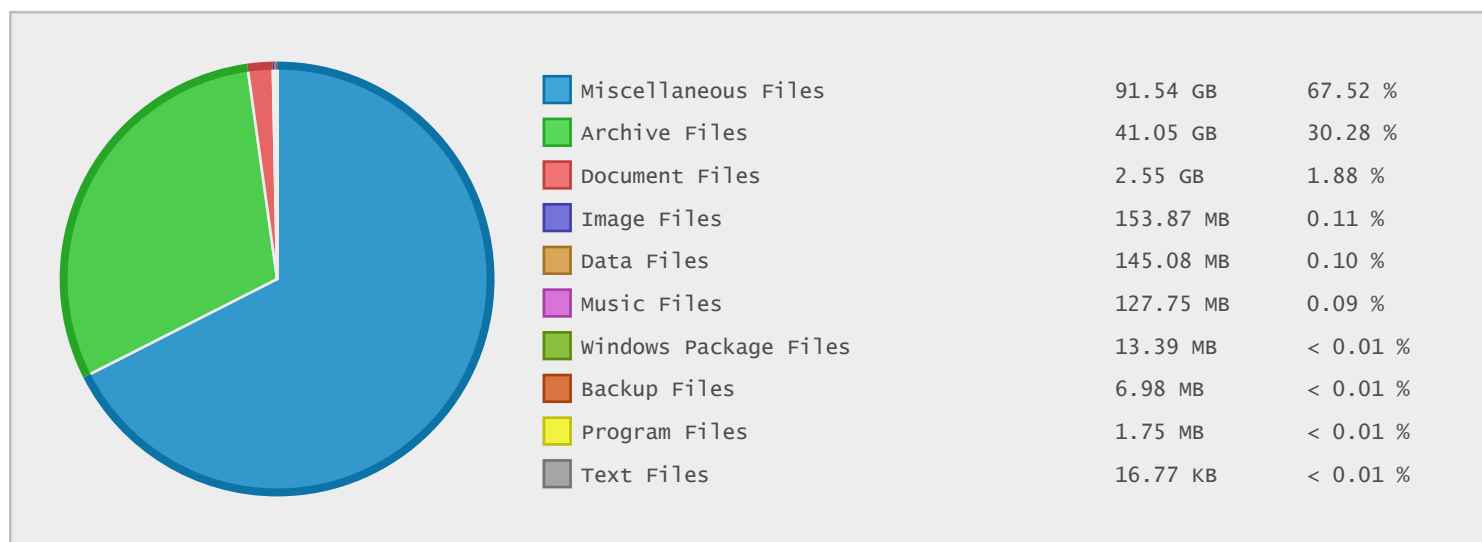 Miscellaneous Files 91.54 GB 67.52 %
Archive Files 41.05 GB 30.28 %
Document Files 2.55 GB 1.88 %
Image Files 153.87 MB 0.11 %
Data Files 145.08 MB 0.10 %
Music Files 127.75 MB 0.09 %
Windows Package Files 13.39 MB < 0.01 %
Backup Files 6.98 MB < 0.01 %
Program Files 1.75 MB < 0.01 %
Text Files 16.77 KB < 0.01 %